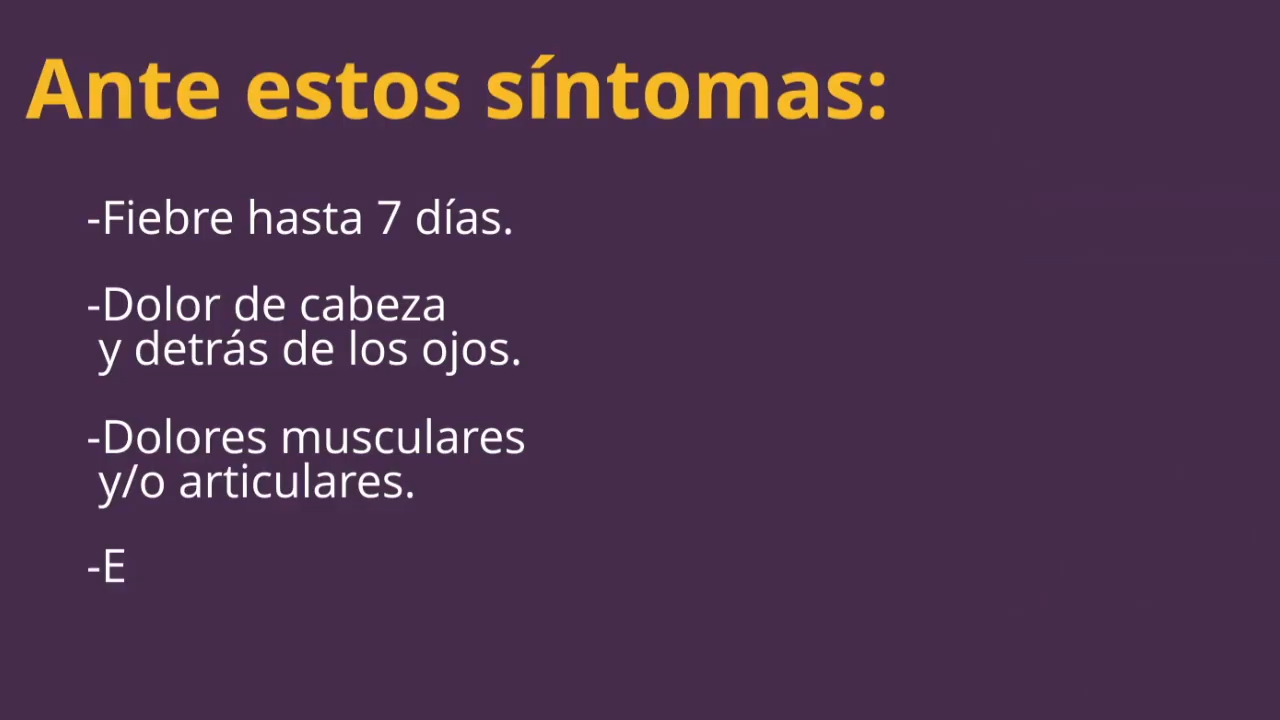 Ante estos síntomas:
-Fiebre hasta 7 días.
-Dolor de cabeza
y detrás de los ojos.
-Dolores musculares
y/o articulares.
-E